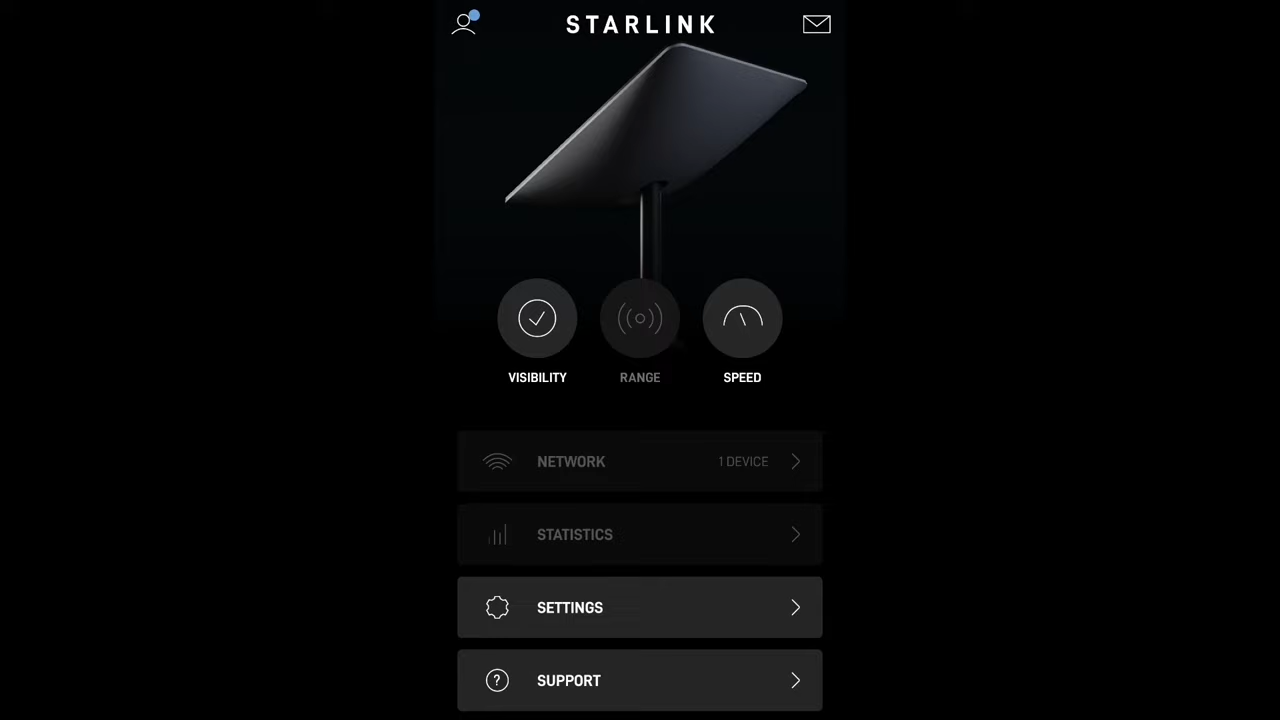 STARLINK
VISIBILITY
RANGE
SPEED
NETWORK 1 DEVICE
STATISTICS
SETTINGS
SUPPORT